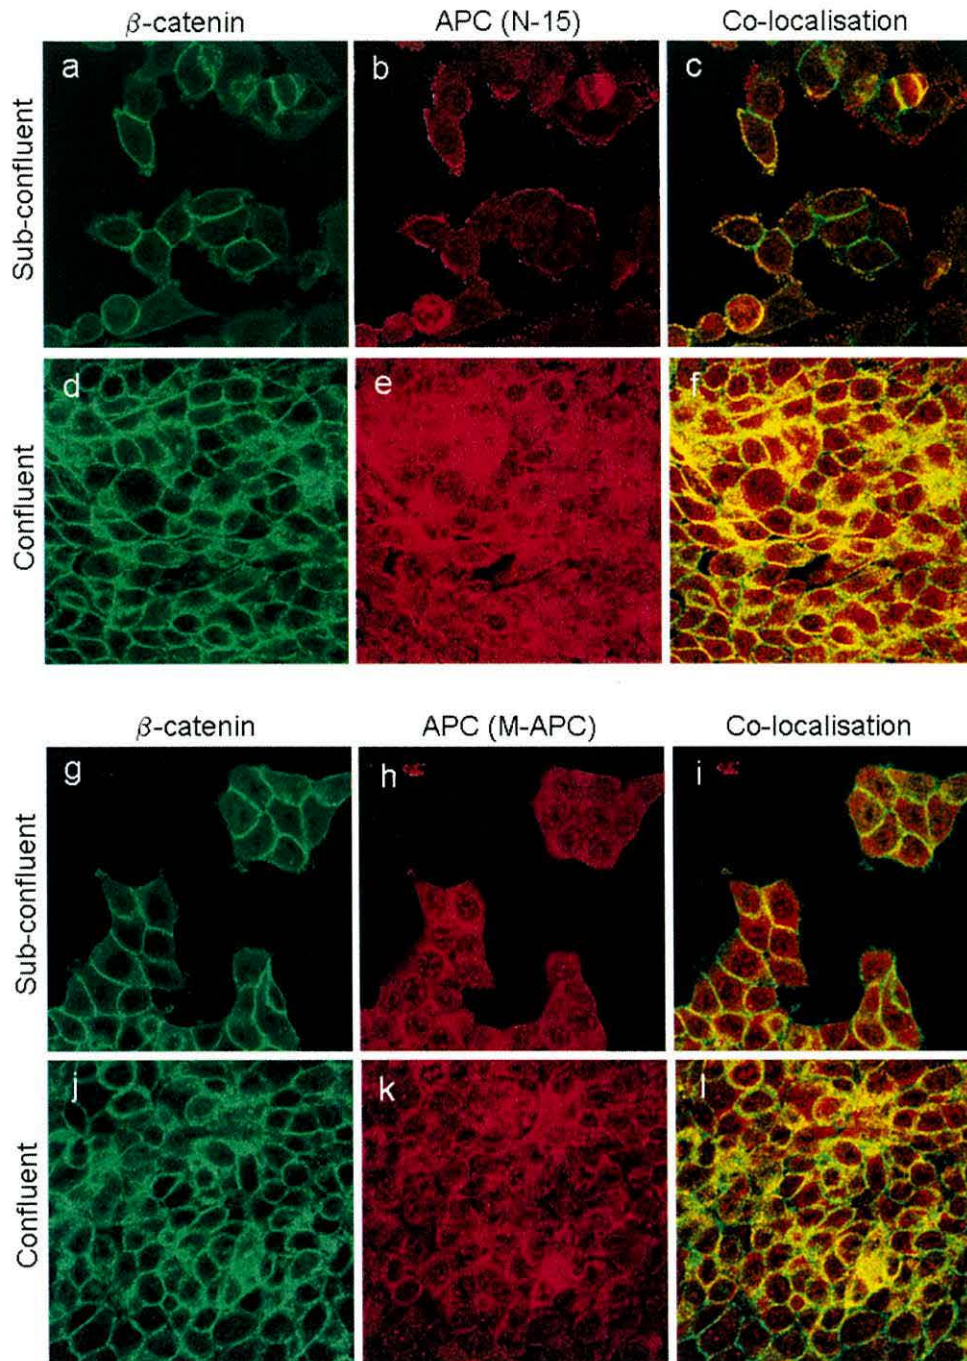 β-catenin APC (N-15) Co-localisation
Sub-confluent
a b c
Confluent
d e f
β-catenin APC (M-APC) Co-localisation
Sub-confluent
g h i
Confluent
j k l